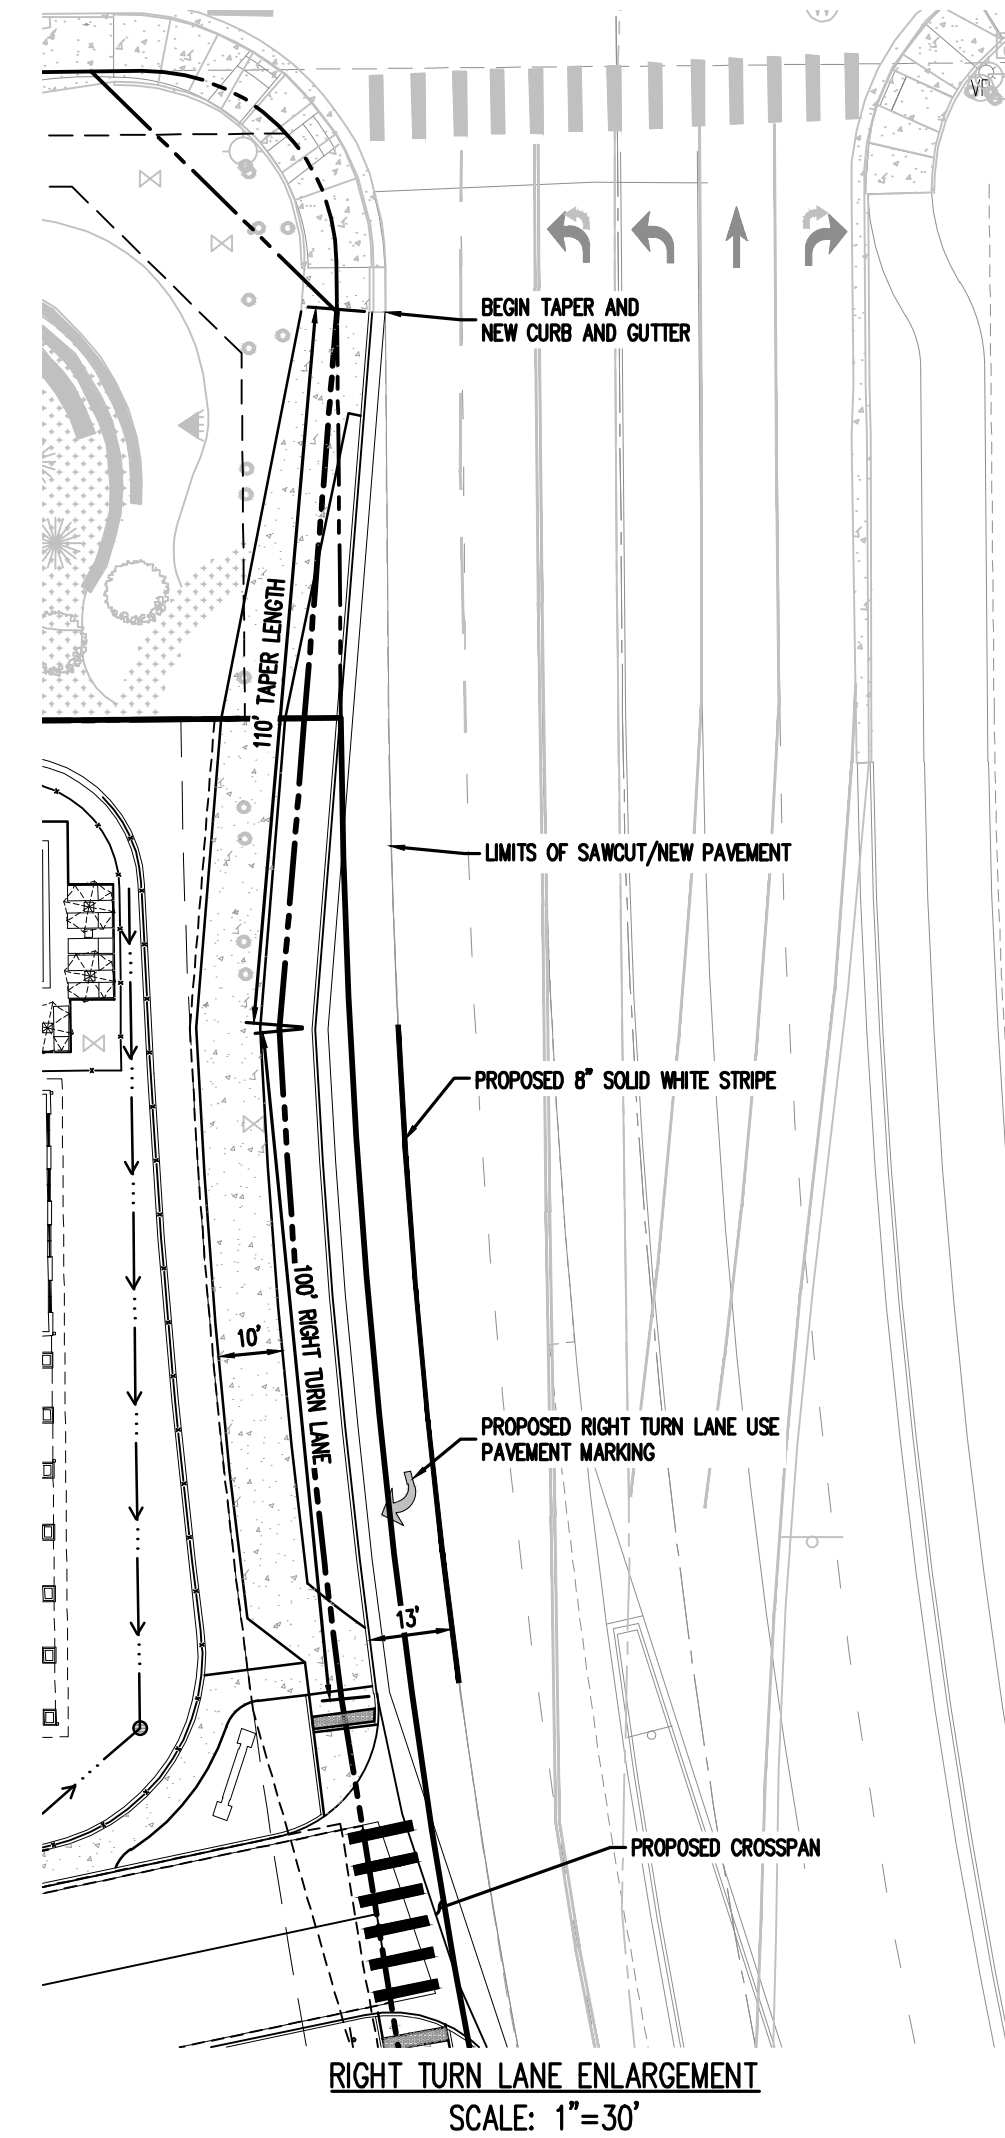 VF
BEGIN TAPER AND
NEW CURB AND GUTTER
110' TAPER LENGTH
LIMITS OF SAWCUT/NEW PAVEMENT
PROPOSED 8" SOLID WHITE STRIPE
100' RIGHT TURN LANE
10'
PROPOSED RIGHT TURN LANE USE
PAVEMENT MARKING
13'
PROPOSED CROSSPAN
RIGHT TURN LANE ENLARGEMENT
SCALE: 1"=30'